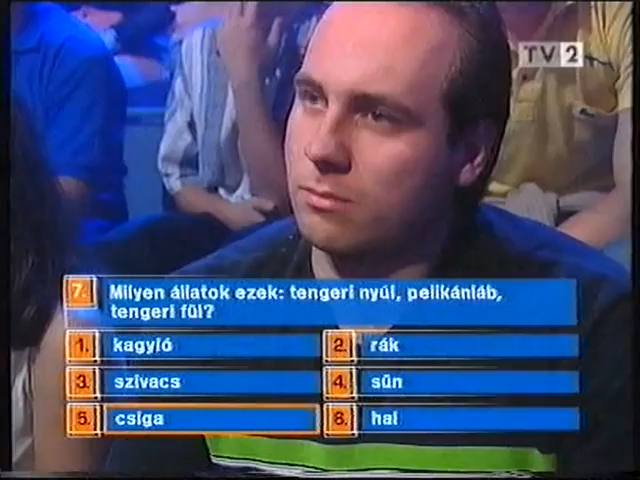 TV2
7. Milyen állatok ezek: tengeri nyúl, pelikánláb,
tengeri fül?
1. kagyló
2. rák
3. szivacs
4. sün
5. csiga
6. hal